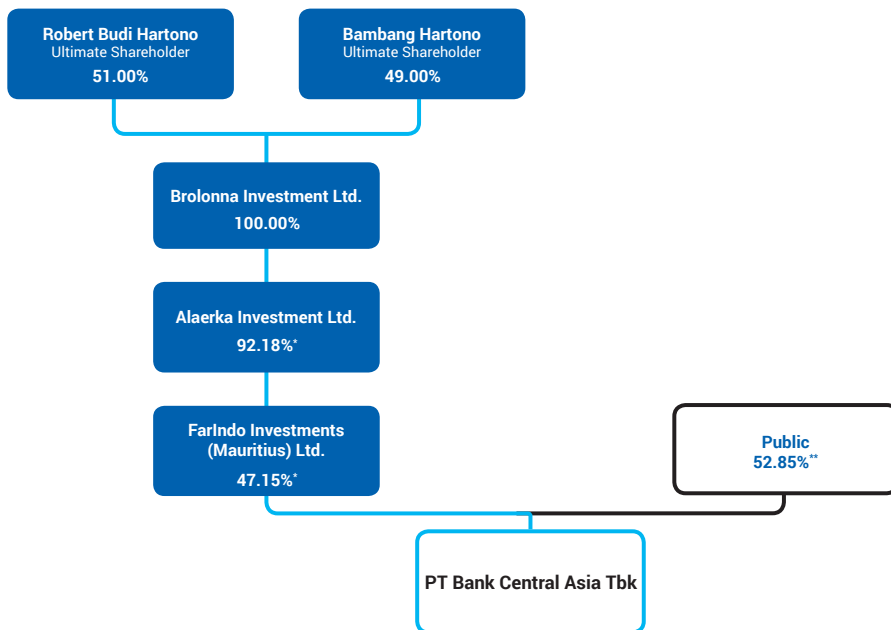 Robert Budi Hartono
Ultimate Shareholder
51.00%
Bambang Hartono
Ultimate Shareholder
49.00%
Brolonna Investment Ltd.
100.00%
Alaerka Investment Ltd.
92.18%*
FarIndo Investments
(Mauritius) Ltd.
47.15%*
Public
52.85%**
PT Bank Central Asia Tbk